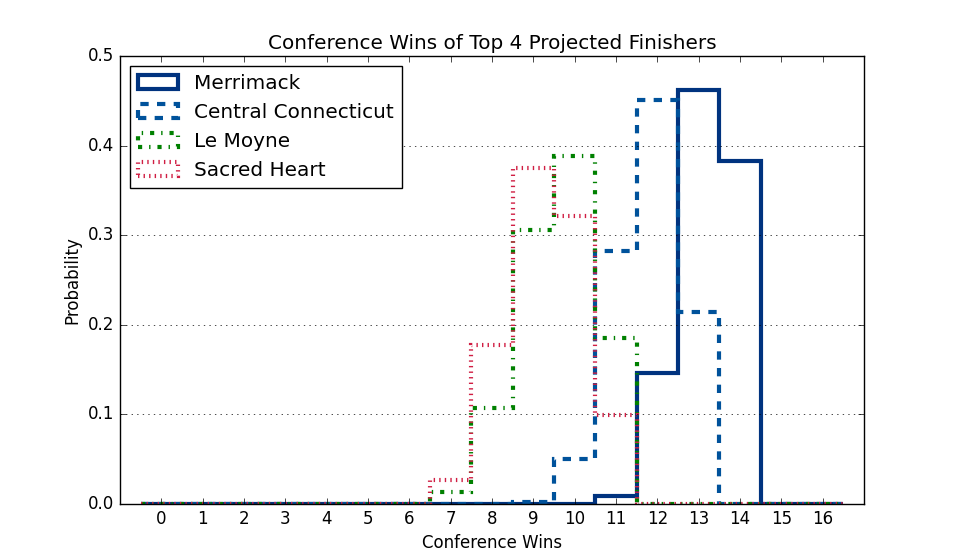 Conference Wins of Top 4 Projected Finishers
0.5
0.4
0.3
0.2
0.1
0.0
Probability
Merrimack
Central Connecticut
Le Moyne
Sacred Heart
0 1 2 3 4 5 6 7 8 9 10 11 12 13 14 15 16
Conference Wins